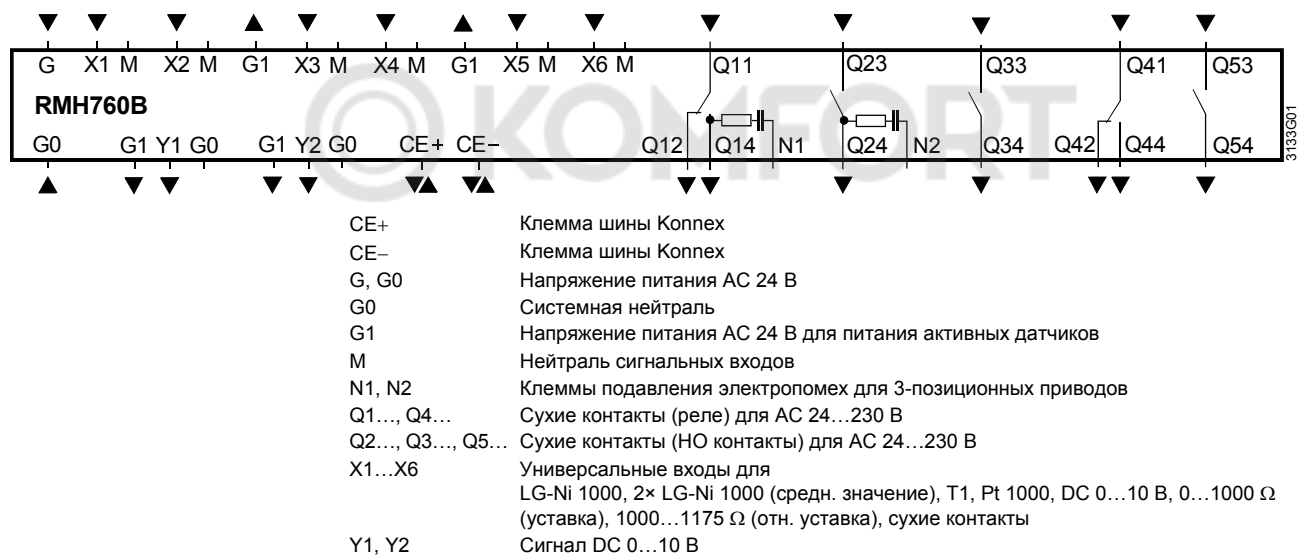 G X1 M X2 M G1 X3 M X4 M G1 X5 M X6 M Q11 Q23 Q33 Q41 Q53
RMH760B
KOMFORT
G0 G1 Y1 G0 G1 Y2 G0 CE+ CE− Q12 Q14 N1 Q24 N2 Q34 Q42 Q44 Q54
3133G01
CE+ Клемма шины Konnex
CE− Клемма шины Konnex
G, G0 Напряжение питания AC 24 В
G0 Системная нейтраль
G1 Напряжение питания AC 24 В для питания активных датчиков
M Нейтраль сигнальных входов
N1, N2 Клеммы подавления электропомех для 3-позиционных приводов
Q1…, Q4… Сухие контакты (реле) для AC 24…230 В
Q2…, Q3…, Q5… Сухие контакты (НО контакты) для AC 24…230 В
X1…X6 Универсальные входы для
LG-Ni 1000, 2× LG-Ni 1000 (средн. значение), T1, Pt 1000, DC 0…10 В, 0…1000 Ω
(уставка), 1000…1175 Ω (отн. уставка), сухие контакты
Y1, Y2 Сигнал DC 0…10 В